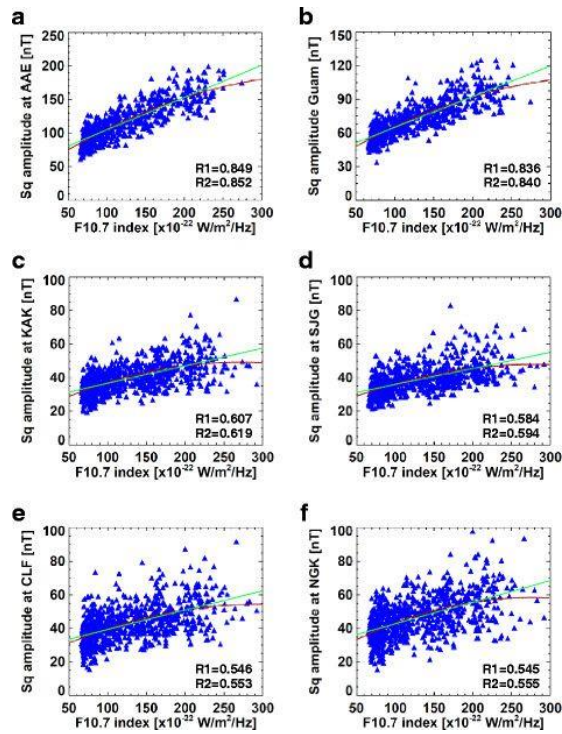 a
Sq amplitude at AAE [nT]
250
200
150
100
50
0
R1=0.849
R2=0.852
50 100 150 200 250 300
F10.7 index [x10-22 W/m2/Hz]
b
Sq amplitude Guam [nT]
150
120
90
60
30
0
R1=0.836
R2=0.840
50 100 150 200 250 300
F10.7 index [x10-22 W/m2/Hz]
c
Sq amplitude at KAK [nT]
100
80
60
40
20
0
R1=0.607
R2=0.619
50 100 150 200 250 300
F10.7 index [x10-22 W/m2/Hz]
d
Sq amplitude at SJG [nT]
100
80
60
40
20
0
R1=0.584
R2=0.594
50 100 150 200 250 300
F10.7 index [x10-22 W/m2/Hz]
e
Sq amplitude at CLF [nT]
100
80
60
40
20
0
R1=0.546
R2=0.553
50 100 150 200 250 300
F10.7 index [x10-22 W/m2/Hz]
f
Sq amplitude at NGK [nT]
100
80
60
40
20
0
R1=0.545
R2=0.555
50 100 150 200 250 300
F10.7 index [x10-22 W/m2/Hz]